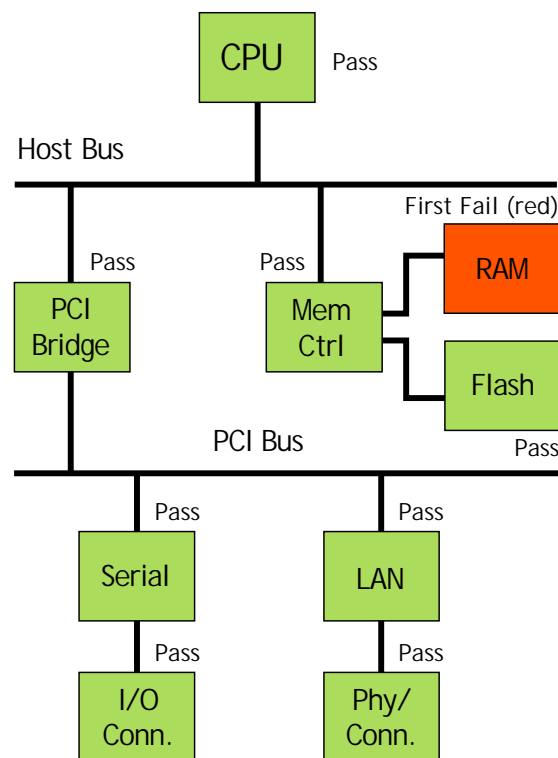 CPU
Pass
Host Bus
First Fail (red)
Pass
Pass
RAM
PCI
Bridge
Mem
Ctrl
Flash
PCI Bus
Pass
Pass
Pass
Serial
LAN
Pass
Pass
I/O
Conn.
Phy/
Conn.